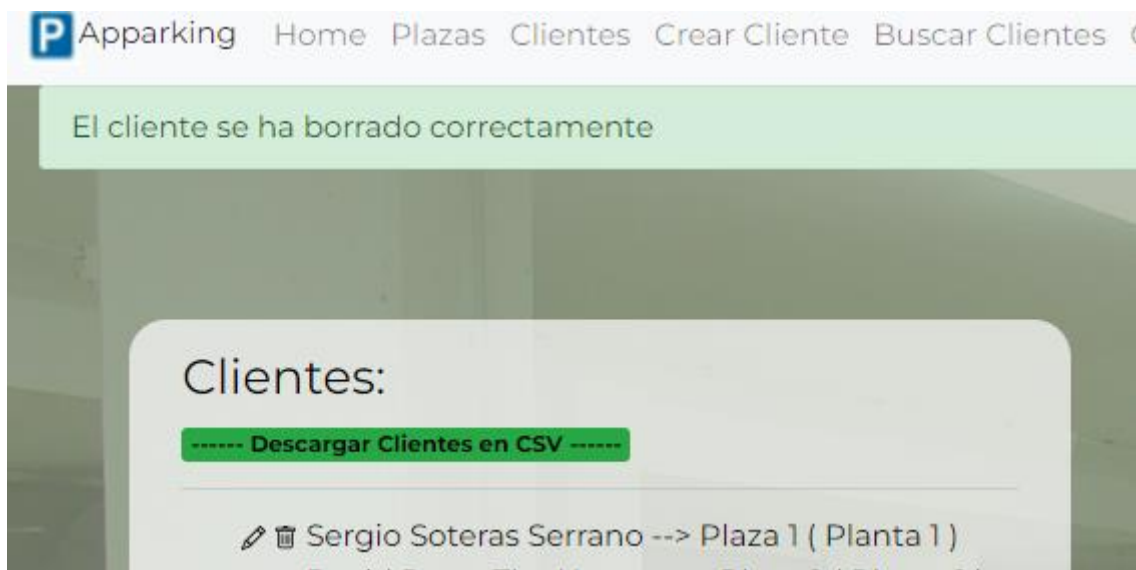 P Apparking Home Plazas Clientes Crear Cliente Buscar Clientes
El cliente se ha borrado correctamente
Clientes:
------ Descargar Clientes en CSV ------
Sergio Soteras Serrano --> Plaza 1 ( Planta 1 )